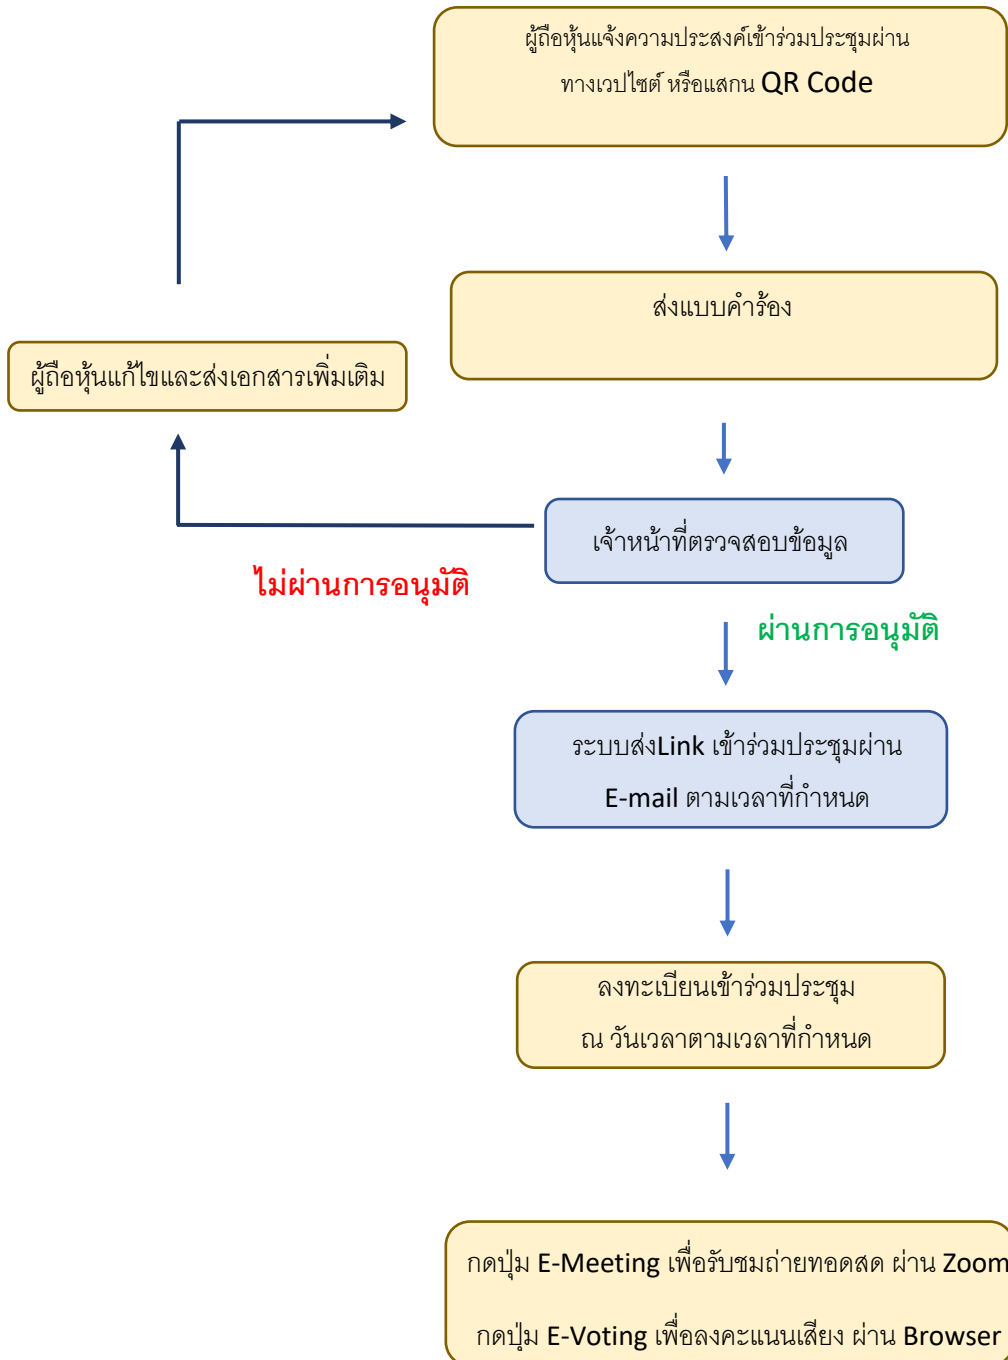 ผู้ถือหุ้นแจ้งความประสงค์เข้าร่วมประชุมผ่าน
ทางเวปไซต์ หรือแสกน QR Code
ส่งแบบคำร้อง
ผู้ถือหุ้นแก้ไขและส่งเอกสารเพิ่มเติม
เจ้าหน้าที่ตรวจสอบข้อมูล
ไม่ผ่านการอนุมัติ
ผ่านการอนุมัติ
ระบบส่งLink เข้าร่วมประชุมผ่าน
E-mail ตามเวลาที่กำหนด
ลงทะเบียนเข้าร่วมประชุม
ณ วันเวลาตามเวลาที่กำหนด
กดปุ่ม E-Meeting เพื่อรับชมถ่ายทอดสด ผ่าน Zoom
กดปุ่ม E-Voting เพื่อลงคะแนนเสียง ผ่าน Browser